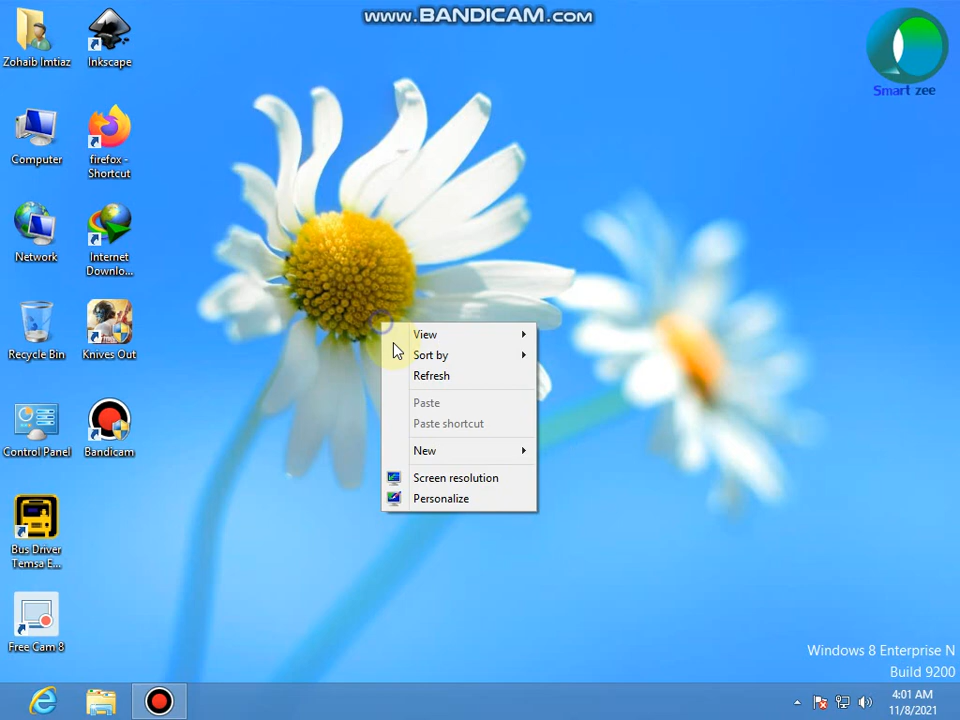 www.BANDICAM.com
Smart zee
Zohaib Imtiaz
Inkscape
Computer
firefox -
Shortcut
Network
Internet
Downlo...
Recycle Bin
Knives Out
Control Panel
Bandicam
Bus Driver
Temsa E...
Free Cam 8
View
Sort by
Refresh
Paste
Paste shortcut
New
Screen resolution
Personalize
Windows 8 Enterprise N
Build 9200
4:01 AM
11/8/2021